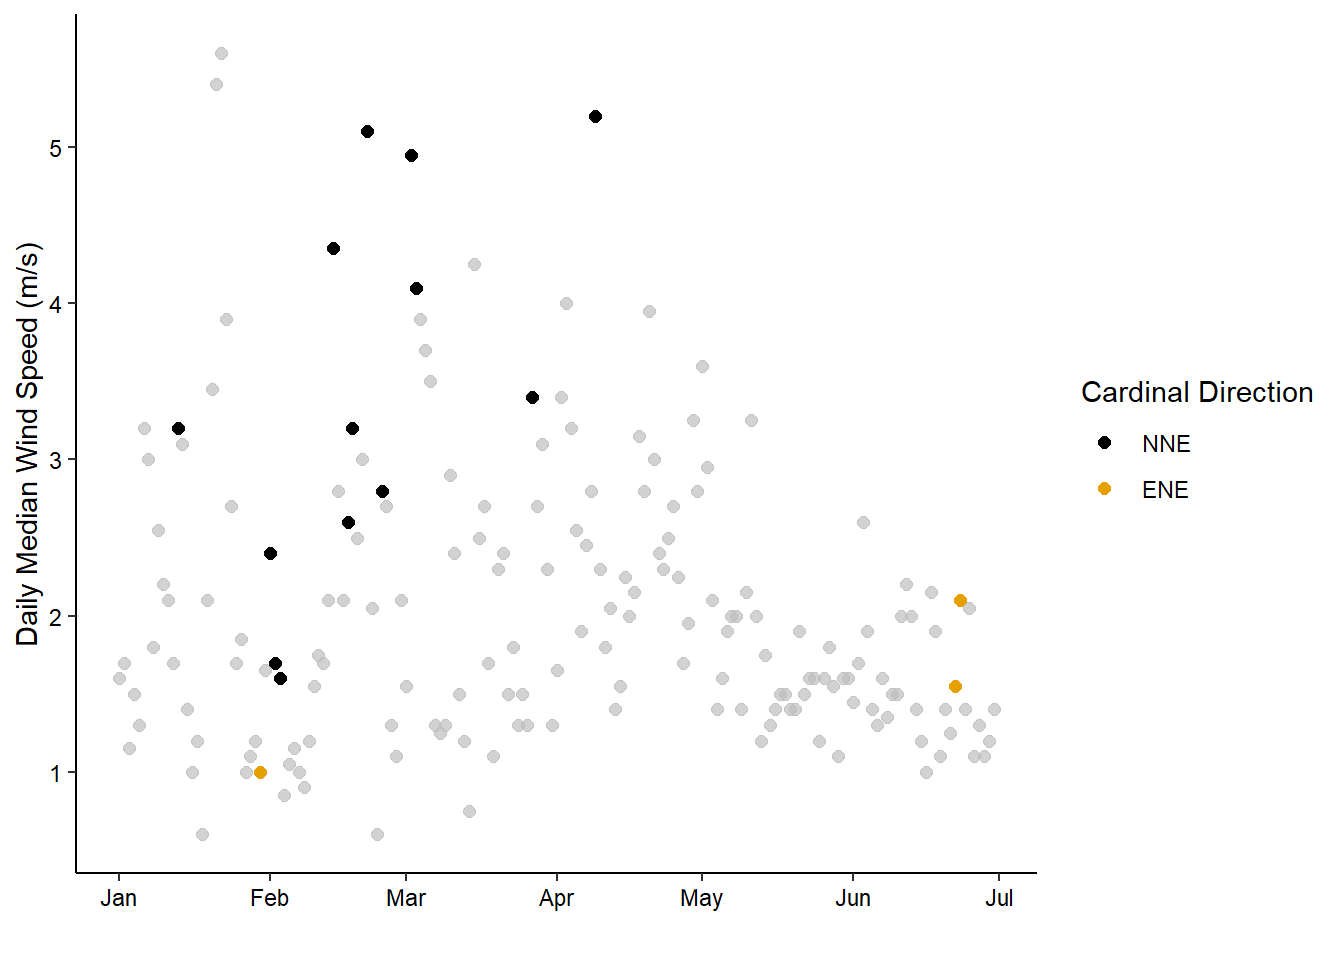 Daily Median Wind Speed (m/s)
5
4
3
2
1
Jan Feb Mar Apr May Jun Jul
Cardinal Direction
NNE
ENE